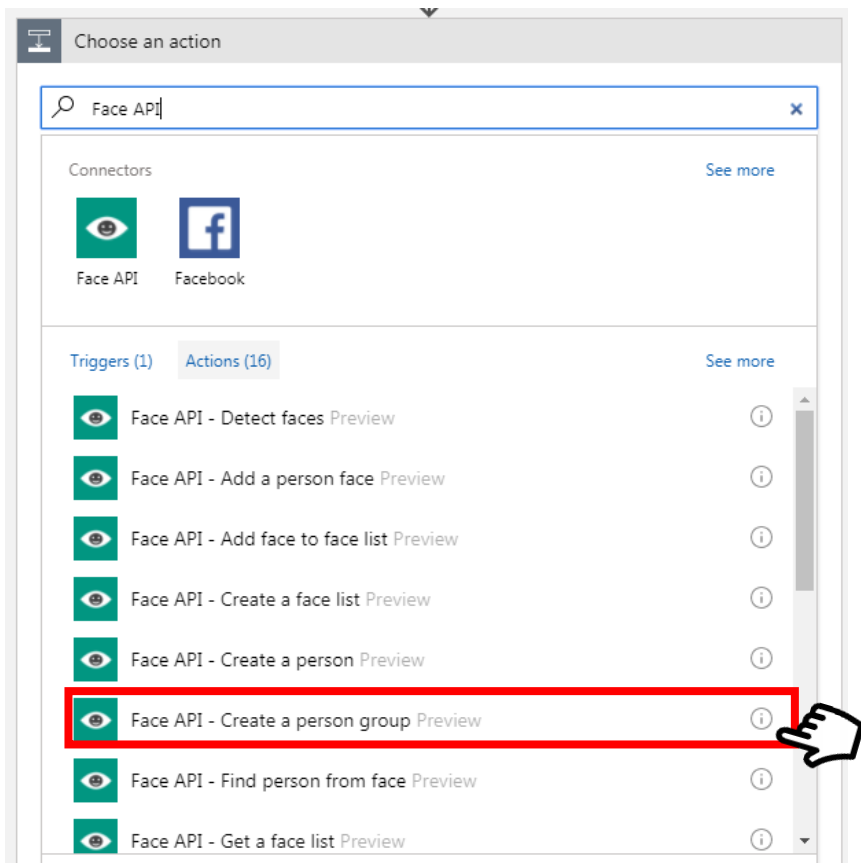 Choose an action
Face API
Connectors See more
Face API Facebook
Triggers (1) Actions (16) See more
Face API - Detect faces Preview
Face API - Add a person face Preview
Face API - Add face to face list Preview
Face API - Create a face list Preview
Face API - Create a person Preview
Face API - Create a person group Preview
Face API - Find person from face Preview
Face API - Get a face list Preview